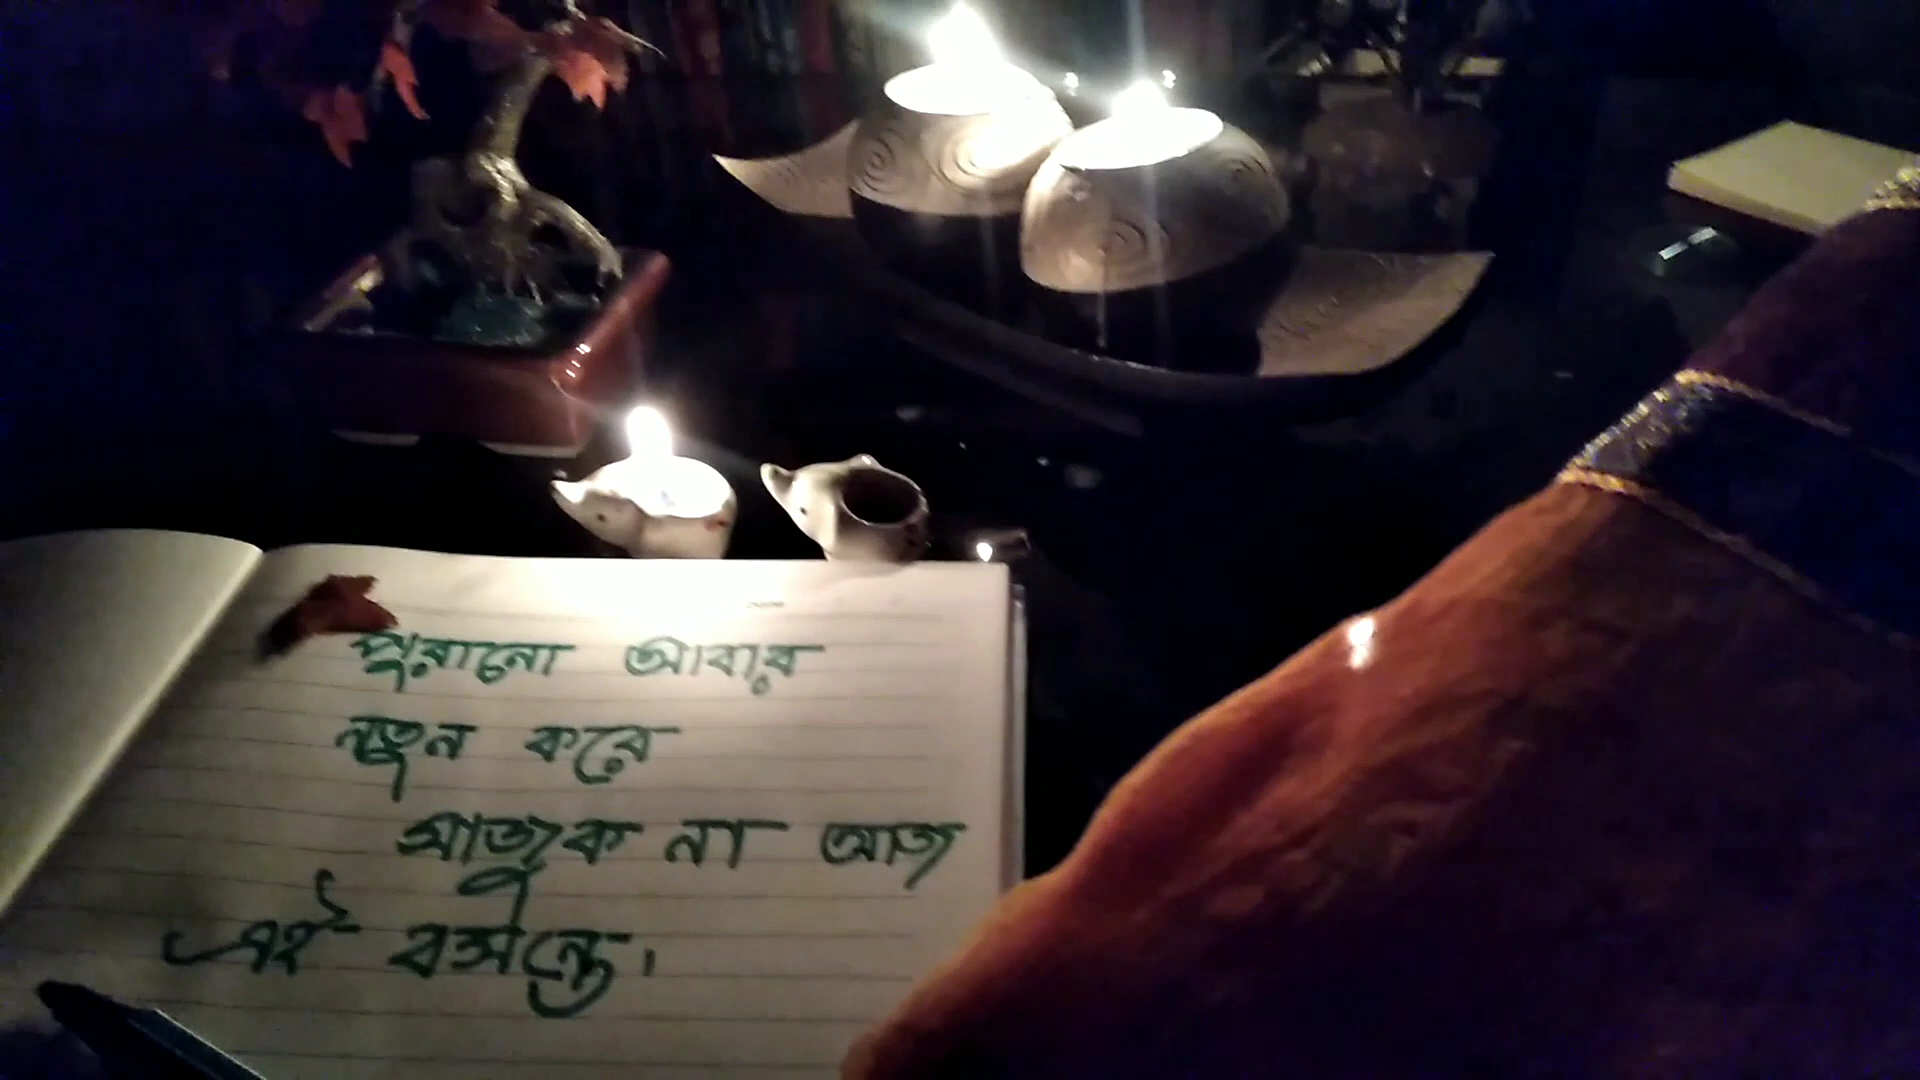 পুরানো আবার
নতুন করে
সাজুক না আজ
এই বসন্তে।